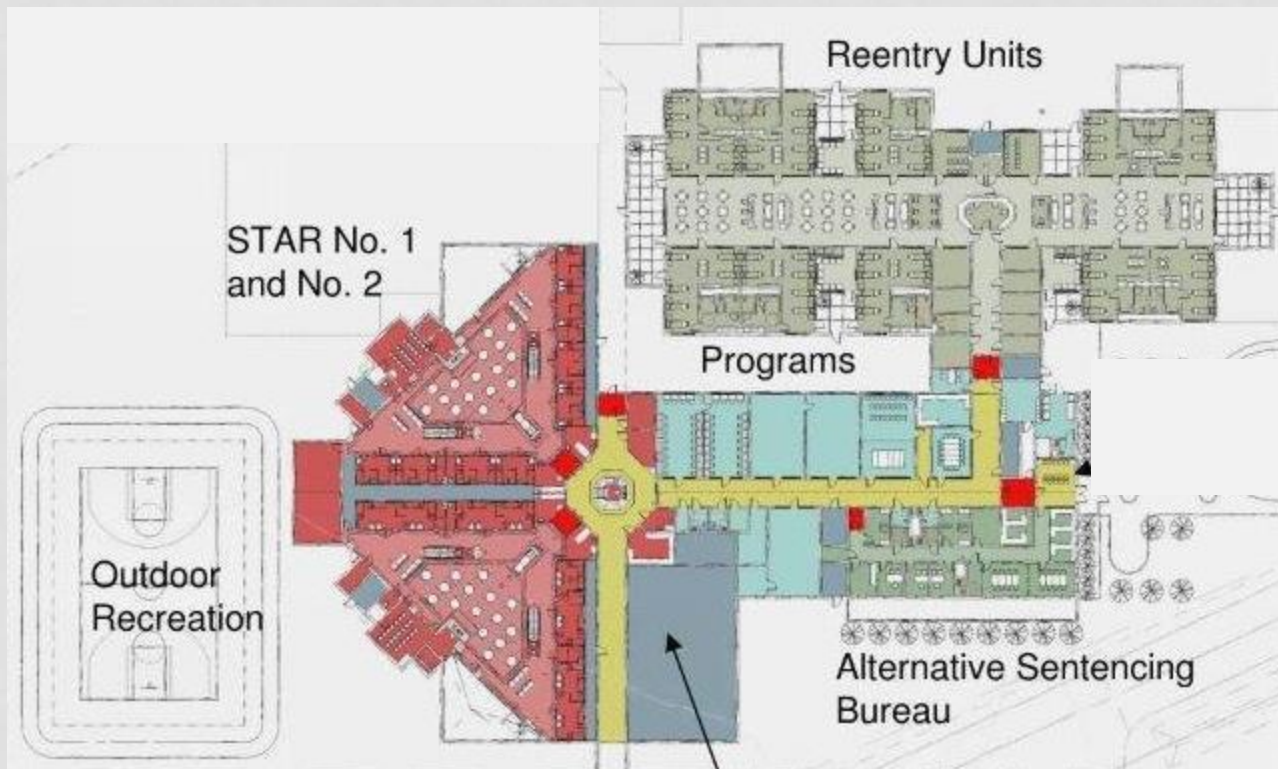 Reentry Units
STAR No. 1
and No. 2
Programs
Outdoor
Recreation
Alternative Sentencing
Bureau